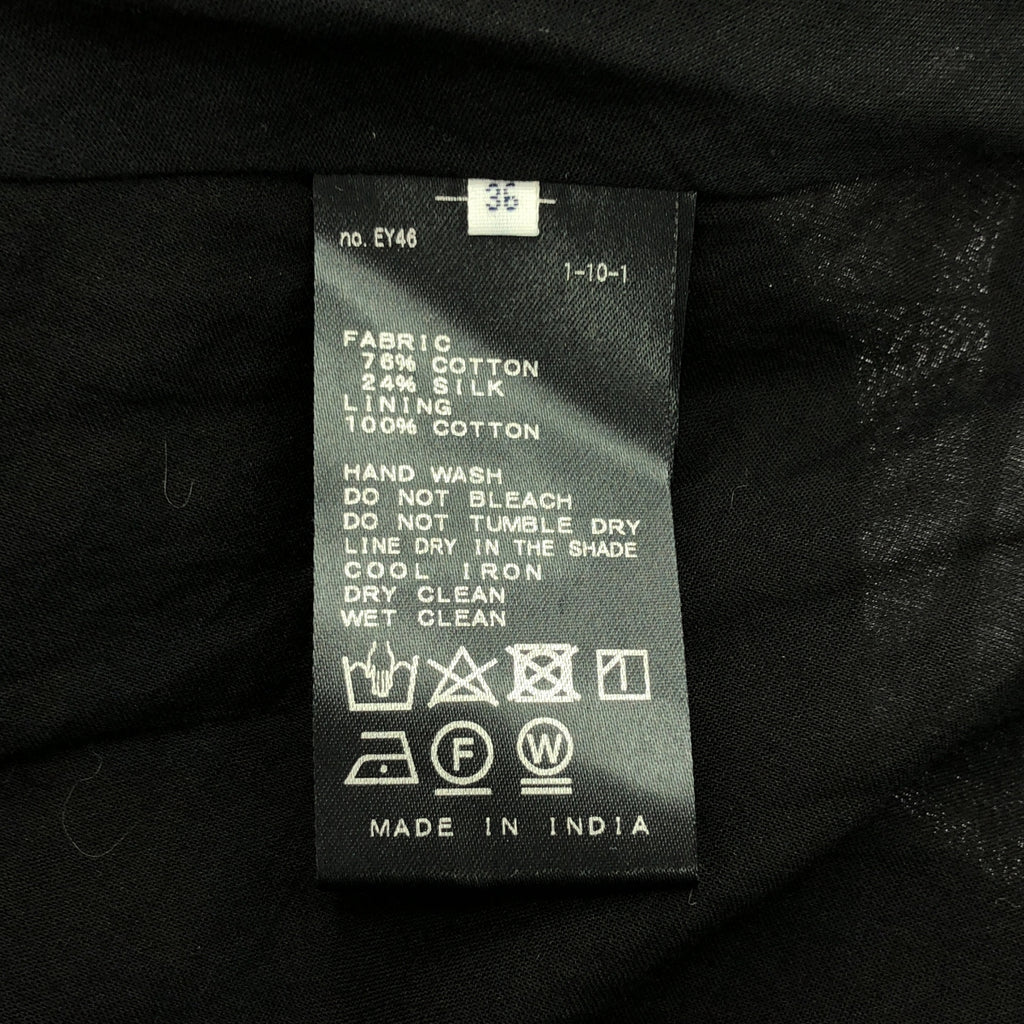 36
no. EY46
1-10-1
FABRIC
76% COTTON
24% SILK
LINING
100% COTTON
HAND WASH
DO NOT BLEACH
DO NOT TUMBLE DRY
LINE DRY IN THE SHADE
COOL IRON
DRY CLEAN
WET CLEAN
F W
MADE IN INDIA